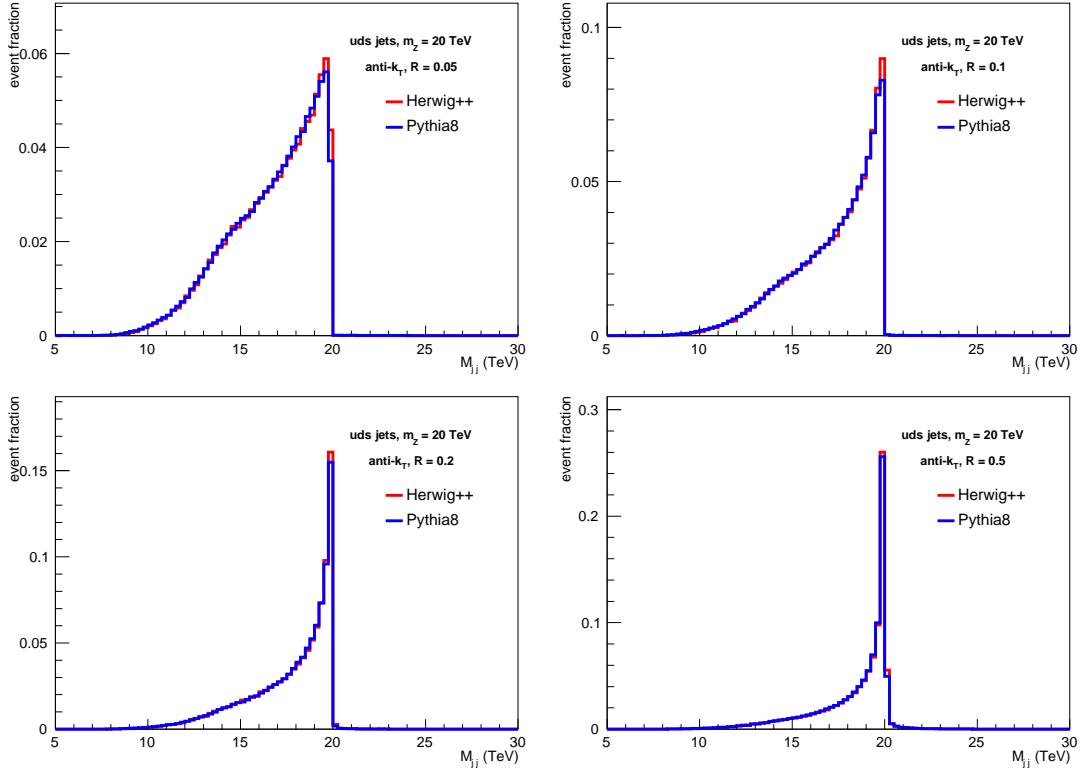 event fraction
0.06
0.04
0.02
0
uds jets, m_Z = 20 TeV
anti-k_T, R = 0.05
Herwig++
Pythia8
5 10 15 20 25 30
M_jj (TeV)
event fraction
0.1
0.05
0
uds jets, m_Z = 20 TeV
anti-k_T, R = 0.1
Herwig++
Pythia8
5 10 15 20 25 30
M_jj (TeV)
event fraction
0.15
0.1
0.05
0
uds jets, m_Z = 20 TeV
anti-k_T, R = 0.2
Herwig++
Pythia8
5 10 15 20 25 30
M_jj (TeV)
event fraction
0.3
0.2
0.1
0
uds jets, m_Z = 20 TeV
anti-k_T, R = 0.5
Herwig++
Pythia8
5 10 15 20 25 30
M_jj (TeV)